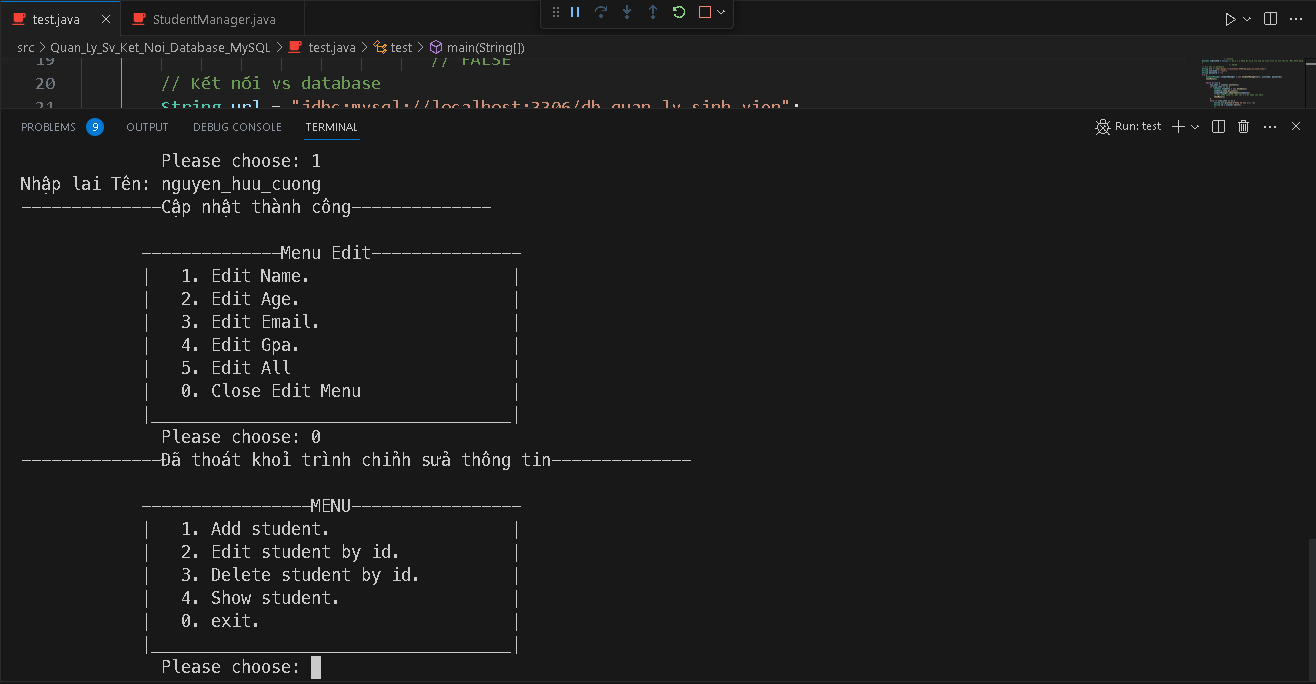 test.java
StudentManager.java
src > Quan_Ly_Sv_Ket_Noi_Database_MySQL > test.java > test > main(String[])
19 // FALSE
20 // Kết nối vs database
21 String url = "jdbc:mysql://localhost:3306/db_quan_ly_sinh_vien";
PROBLEMS 9 OUTPUT DEBUG CONSOLE TERMINAL Run: test
Please choose: 1
Nhập lai Tên: nguyen_huu_cuong
--------------Cập nhật thành công--------------
--------------Menu Edit---------------
| 1. Edit Name. |
| 2. Edit Age. |
| 3. Edit Email. |
| 4. Edit Gpa. |
| 5. Edit All |
| 0. Close Edit Menu |
|____________________________________|
Please choose: 0
--------------Đã thoát khoỉ trình chỉnh sưả thông tin--------------
-----------------MENU-----------------
| 1. Add student. |
| 2. Edit student by id. |
| 3. Delete student by id. |
| 4. Show student. |
| 0. exit. |
|____________________________________|
Please choose: